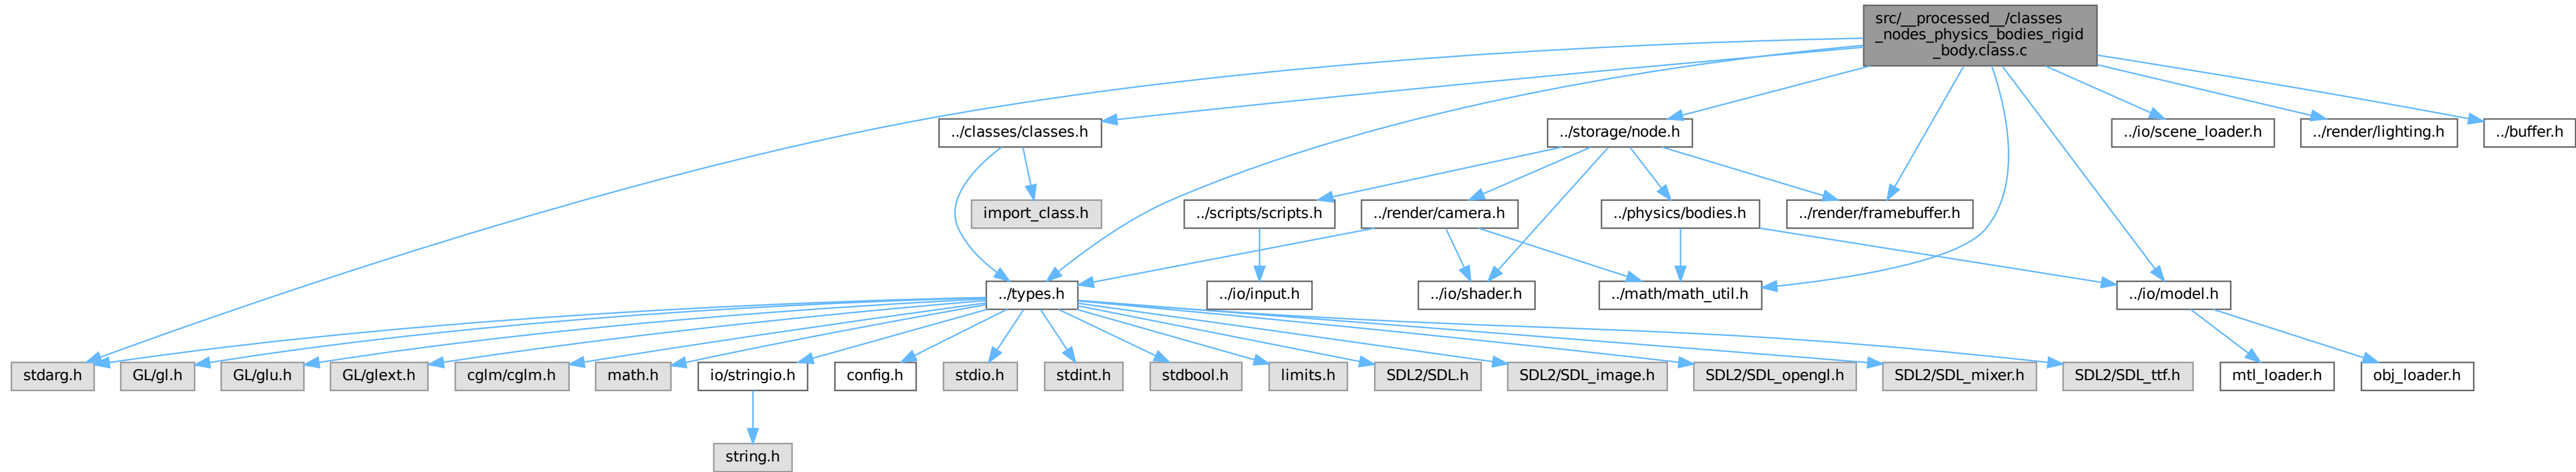 src/__processed__/classes
_nodes_physics_bodies_rigid
_body.class.c
../classes/classes.h
../storage/node.h
../io/scene_loader.h
../render/lighting.h
../buffer.h
import_class.h
../scripts/scripts.h
../render/camera.h
../physics/bodies.h
../render/framebuffer.h
../types.h
../io/input.h
../io/shader.h
../math/math_util.h
../io/model.h
stdarg.h
GL/gl.h
GL/glu.h
GL/glext.h
cglm/cglm.h
math.h
io/stringio.h
config.h
stdio.h
stdint.h
stdbool.h
limits.h
SDL2/SDL.h
SDL2/SDL_image.h
SDL2/SDL_opengl.h
SDL2/SDL_mixer.h
SDL2/SDL_ttf.h
mtl_loader.h
obj_loader.h
string.h